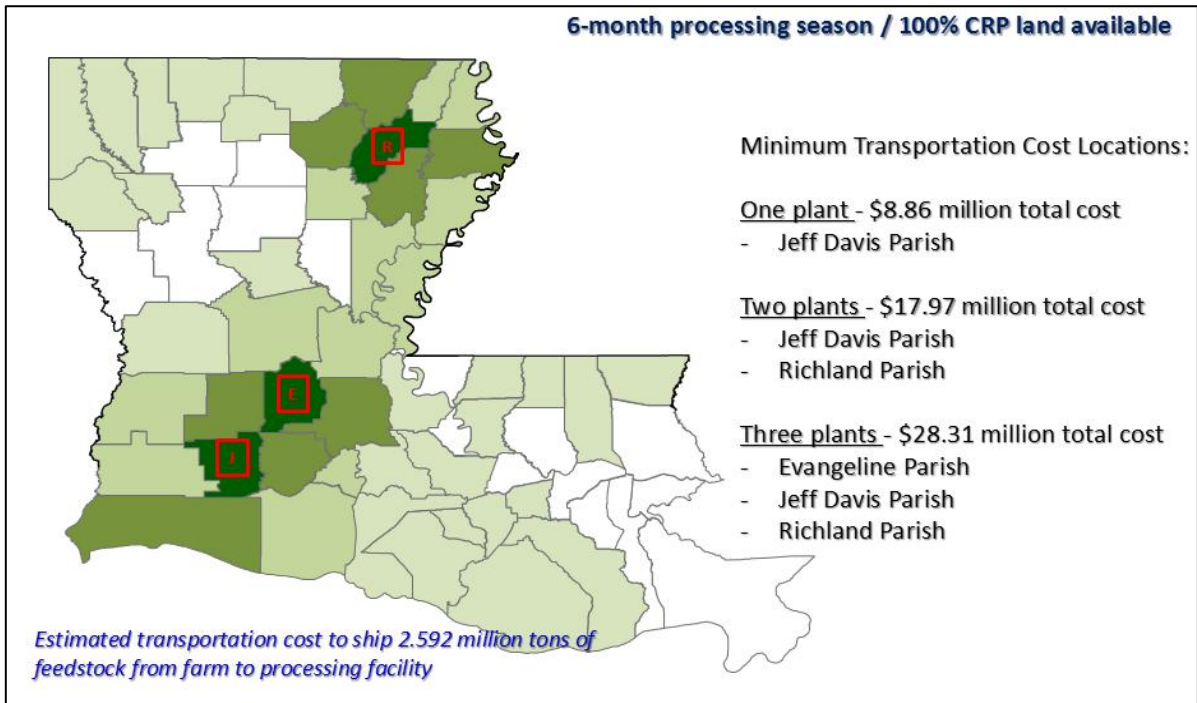 6-month processing season / 100% CRP land available
R
E
J
Minimum Transportation Cost Locations:
One plant - $8.86 million total cost
- Jeff Davis Parish
Two plants - $17.97 million total cost
- Jeff Davis Parish
- Richland Parish
Three plants - $28.31 million total cost
- Evangeline Parish
- Jeff Davis Parish
- Richland Parish
Estimated transportation cost to ship 2.592 million tons of
feedstock from farm to processing facility